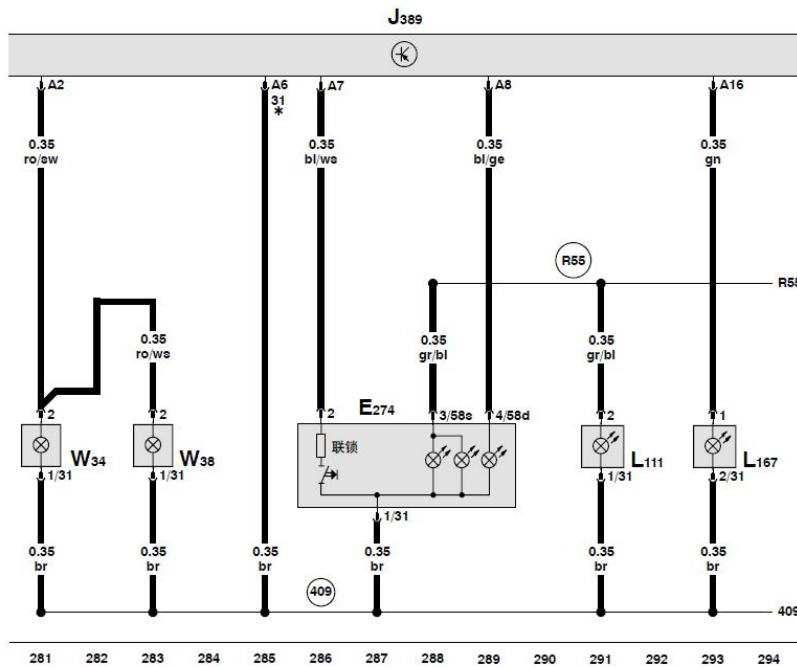 J389
A2 A6 A7 A8 A16
31
*
0.35 0.35 0.35 0.35
ro/sw bl/ws bl/ge gn
R55
R55
0.35 0.35 0.35
ro/ws gr/bl gr/bl
2 2 2 E274 3/58s 4/58d 2 1
W34 W38 联锁 L111 L167
1/31 1/31 1/31 2/31
1/31
0.35 0.35 0.35 0.35 0.35 0.35
br br br br br br
409
409
281 282 283 284 285 286 287 288 289 290 291 292 293 294